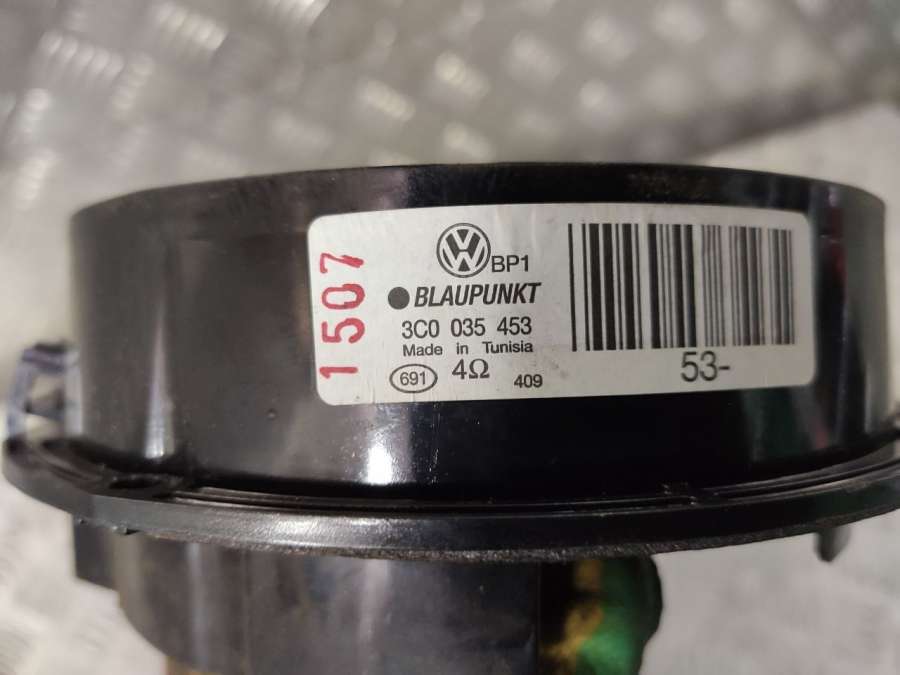 1507
BP1
BLAUPUNKT
3C0 035 453
Made in Tunisia
691 4Ω 409
53-